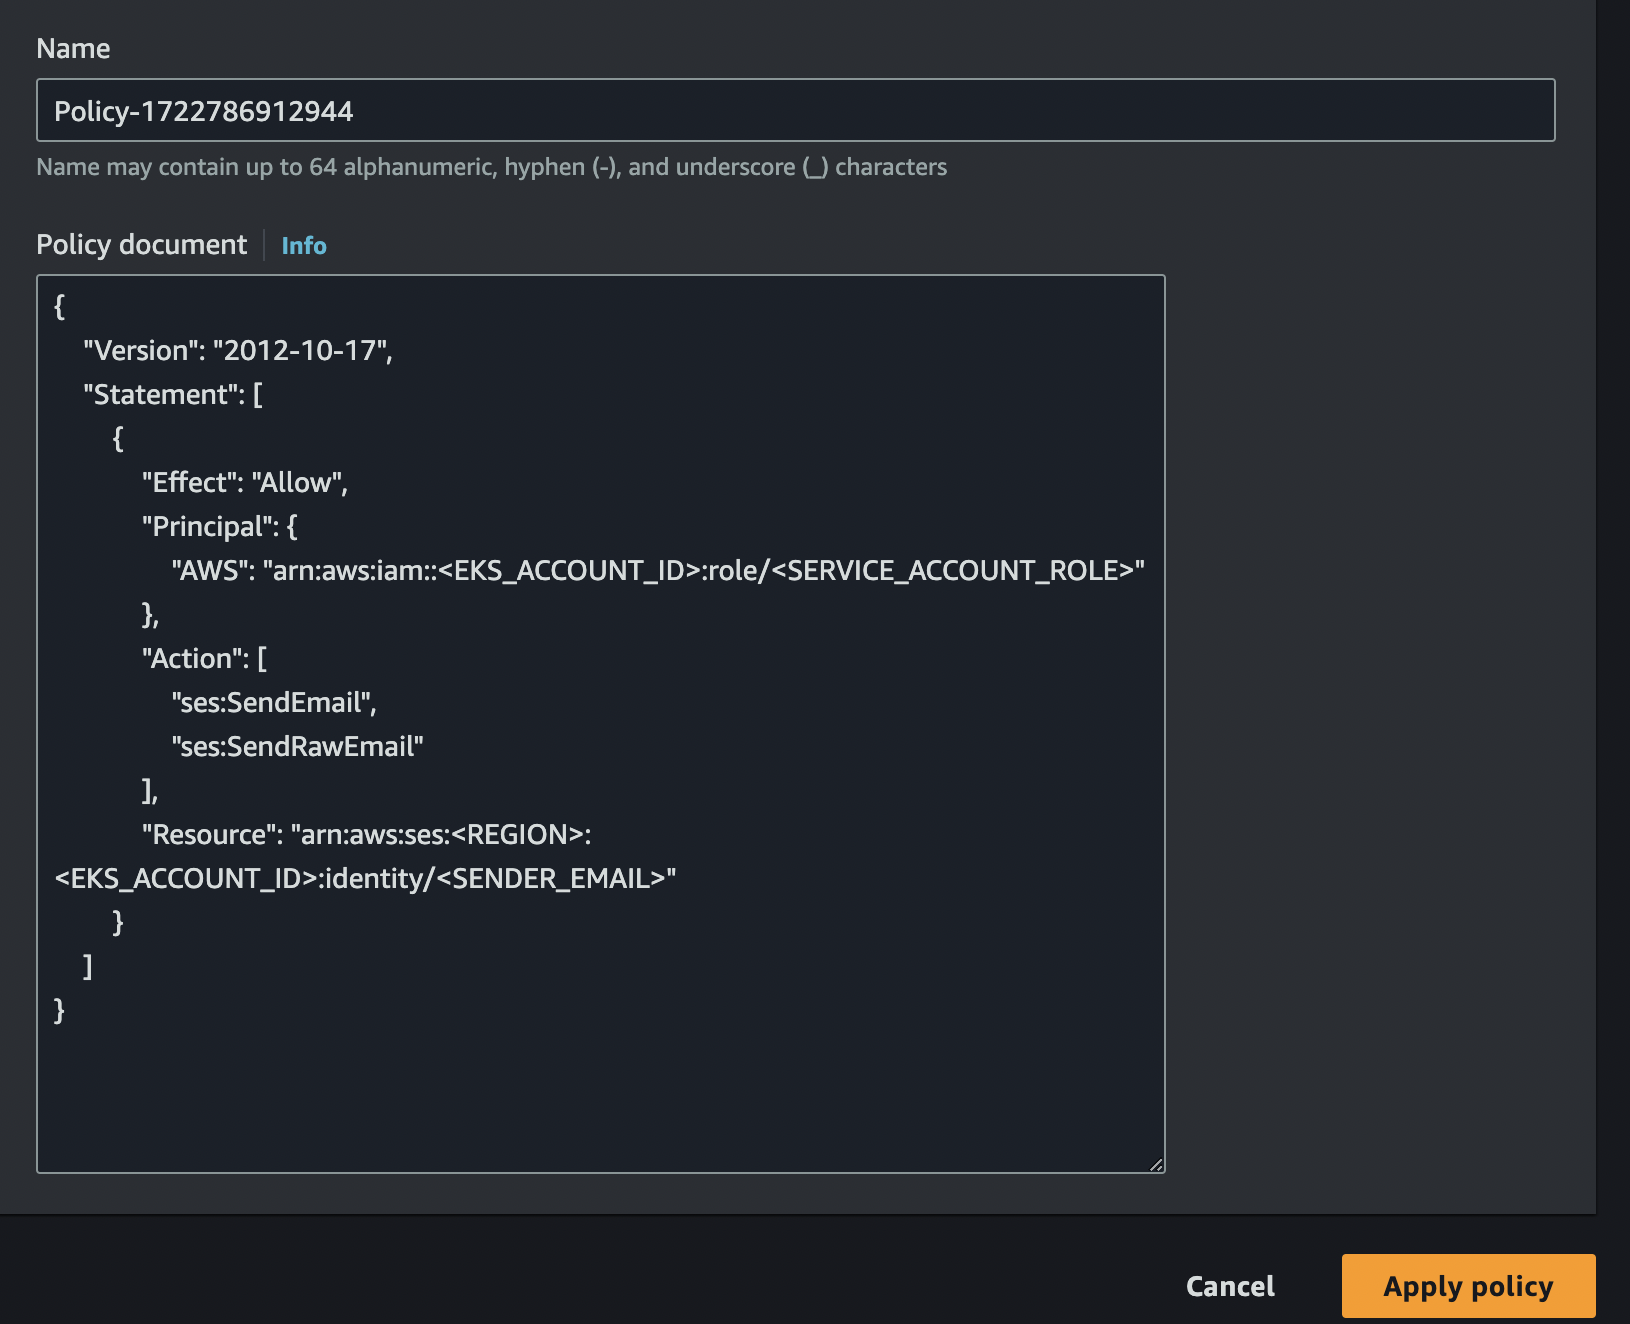 Name
Policy-1722786912944
Name may contain up to 64 alphanumeric, hyphen (-), and underscore (_) characters
Policy document Info
{
"Version": "2012-10-17",
"Statement": [
{
"Effect": "Allow",
"Principal": {
"AWS": "arn:aws:iam::<EKS_ACCOUNT_ID>:role/<SERVICE_ACCOUNT_ROLE>"
},
"Action": [
"ses:SendEmail",
"ses:SendRawEmail"
],
"Resource": "arn:aws:ses:<REGION>:
<EKS_ACCOUNT_ID>:identity/<SENDER_EMAIL>"
}
]
}
Cancel Apply policy